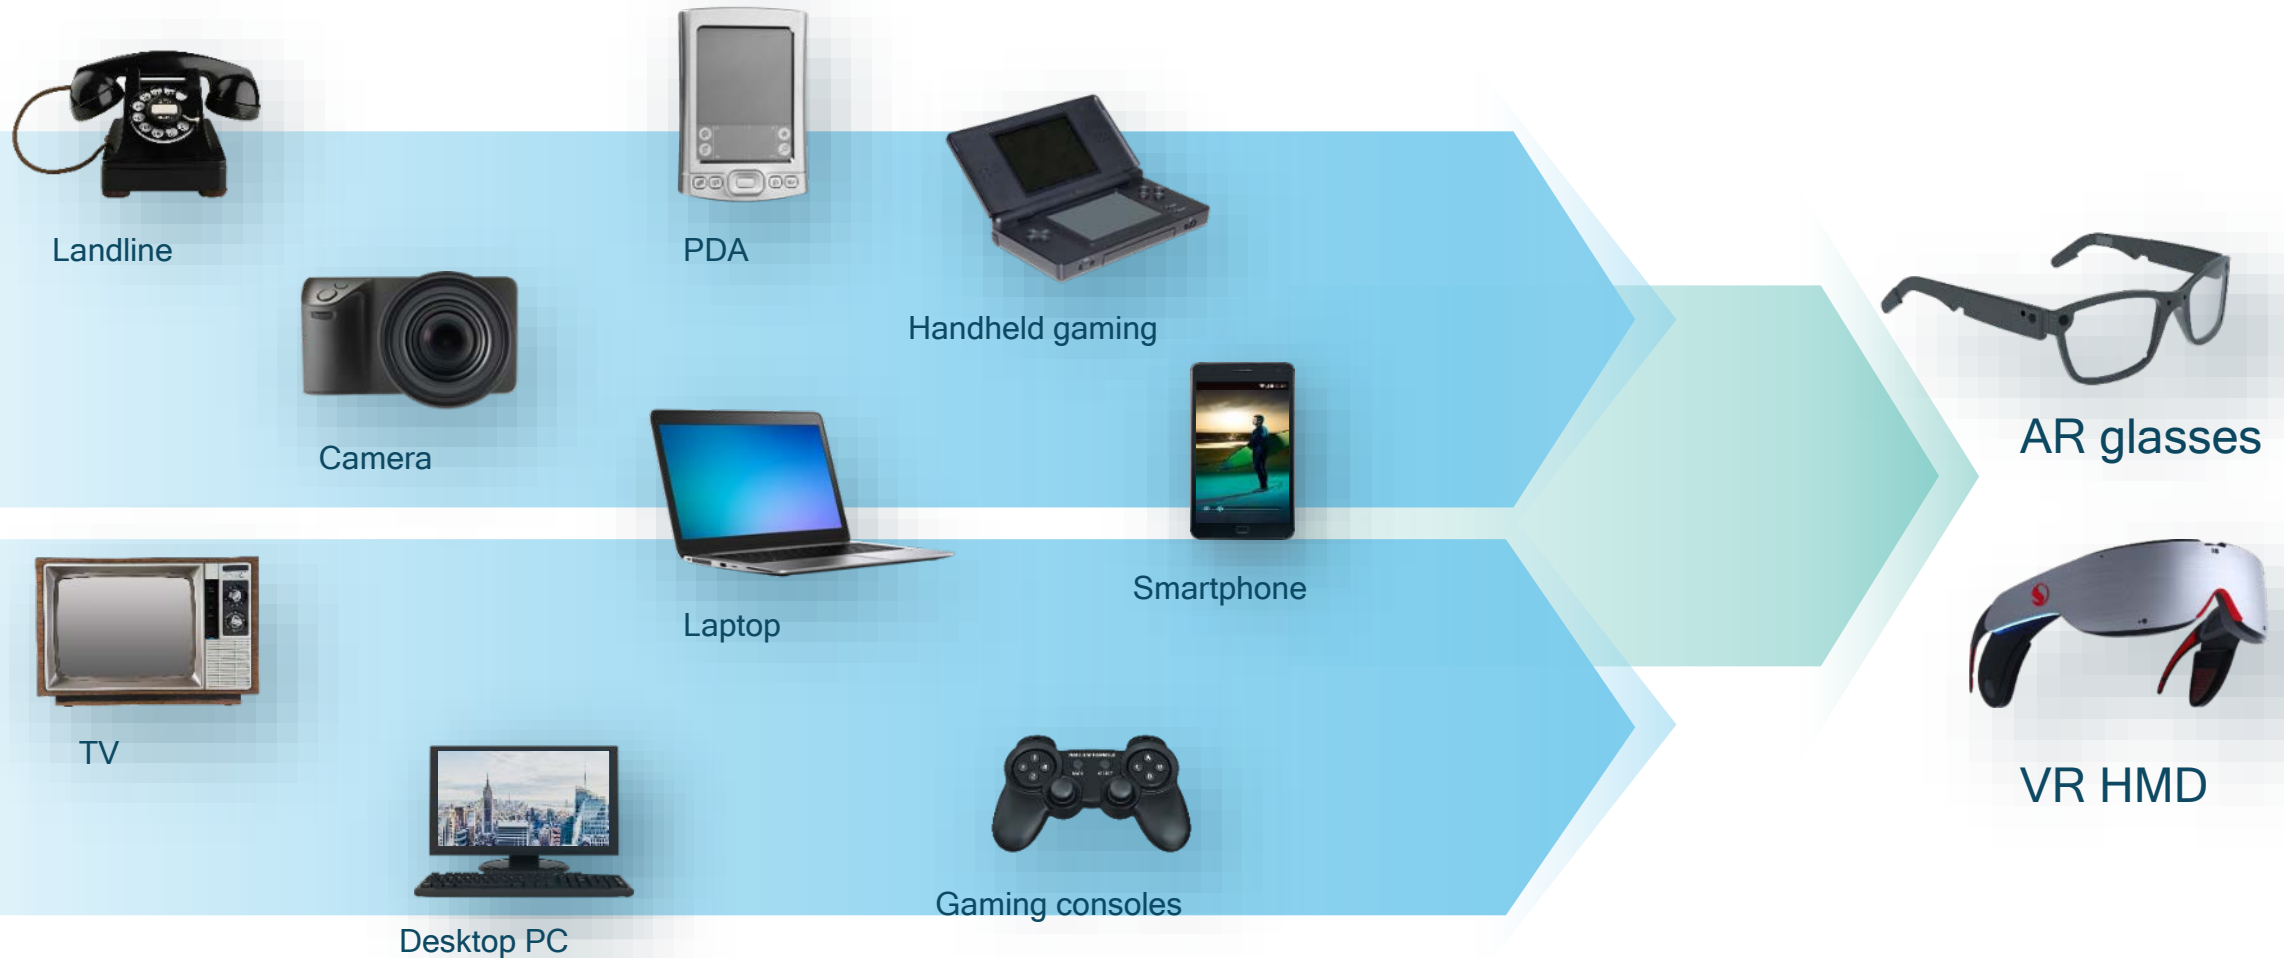 Landline
PDA
Handheld gaming
Camera
AR glasses
Smartphone
Laptop
TV
VR HMD
Gaming consoles
Desktop PC